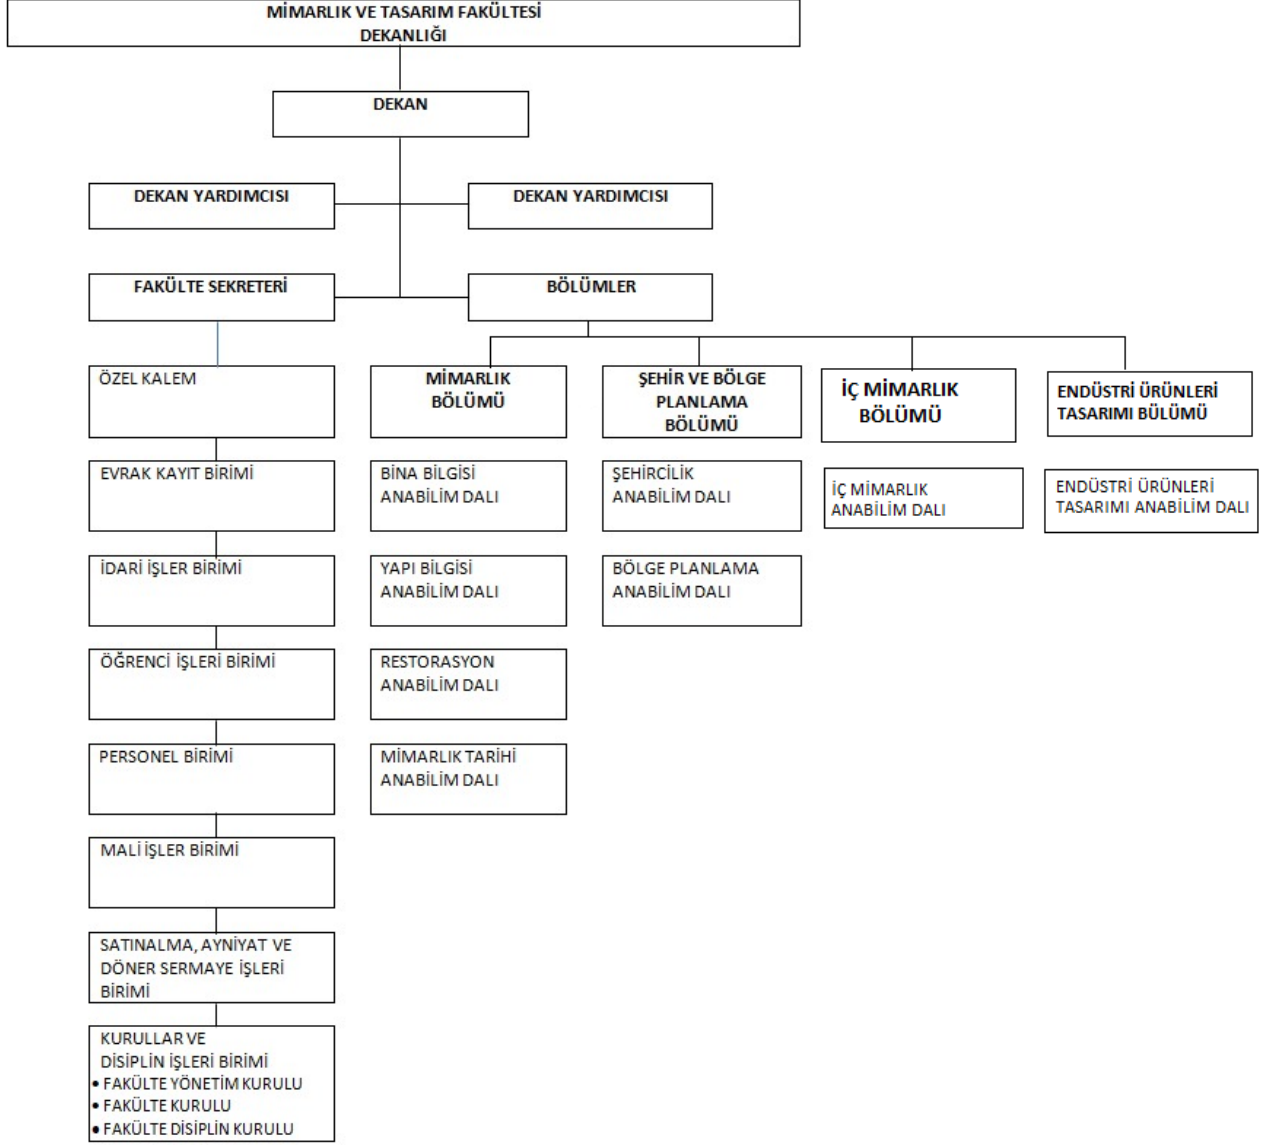 MİMARLIK VE TASARIM FAKÜLTESİ
DEKANLIĞI
DEKAN
DEKAN YARDIMCISI
DEKAN YARDIMCISI
FAKÜLTE SEKRETERİ
BÖLÜMLER
ÖZEL KALEM
EVRAK KAYIT BİRİMİ
İDARİ İŞLER BİRİMİ
ÖĞRENCİ İŞLERİ BİRİMİ
PERSONEL BİRİMİ
MALİ İŞLER BİRİMİ
SATINALMA, AYNİYAT VE
DÖNER SERMAYE İŞLERİ
BİRİMİ
KURULLAR VE
DİSİPLİN İŞLERİ BİRİMİ
• FAKÜLTE YÖNETİM KURULU
• FAKÜLTE KURULU
• FAKÜLTE DİSİPLİN KURULU
MİMARLIK
BÖLÜMÜ
BİNA BİLGİSİ
ANABİLİM DALI
YAPI BİLGİSİ
ANABİLİM DALI
RESTORASYON
ANABİLİM DALI
MİMARLIK TARİHİ
ANABİLİM DALI
ŞEHİR VE BÖLGE
PLANLAMA
BÖLÜMÜ
ŞEHİRCİLİK
ANABİLİM DALI
BÖLGE PLANLAMA
ANABİLİM DALI
İÇ MİMARLIK
BÖLÜMÜ
İÇ MİMARLIK
ANABİLİM DALI
ENDÜSTRİ ÜRÜNLERİ
TASARIMI BÜLÜMÜ
ENDÜSTRİ ÜRÜNLERİ
TASARIMI ANABİLİM DALI